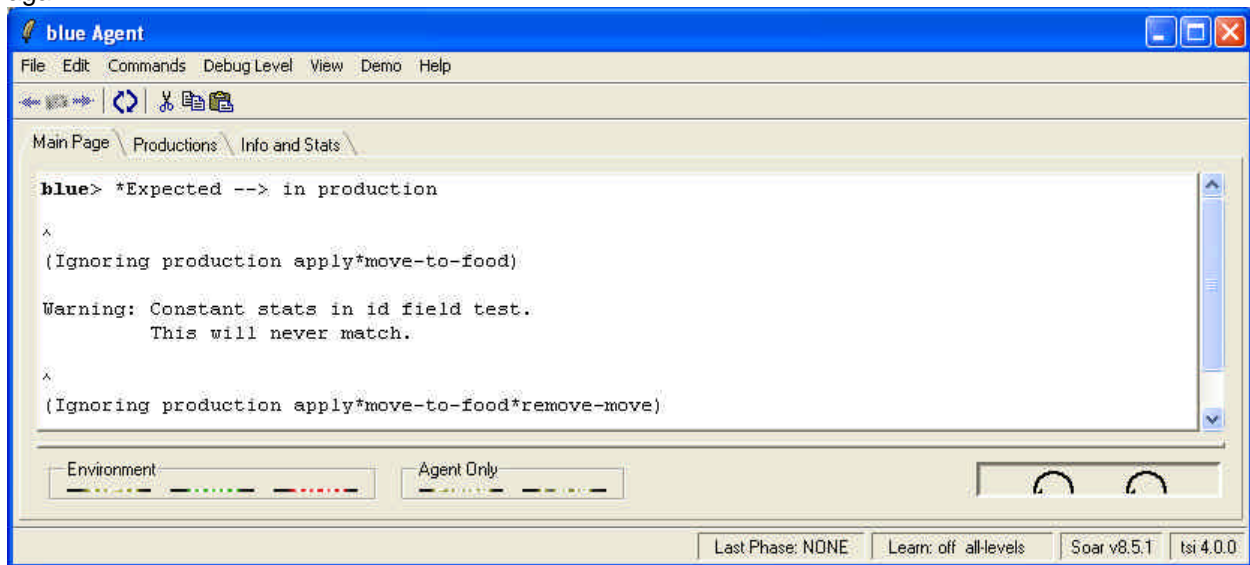 blue Agent
File Edit Commands Debug Level View Demo Help
Main Page Productions Info and Stats
blue> *Expected --> in production
^
(Ignoring production apply*move-to-food)
Warning: Constant stats in id field test.
This will never match.
^
(Ignoring production apply*move-to-food*remove-move)
Environment Agent Only
Last Phase: NONE Learn: off all-levels Soar v8.5.1 tsi 4.0.0